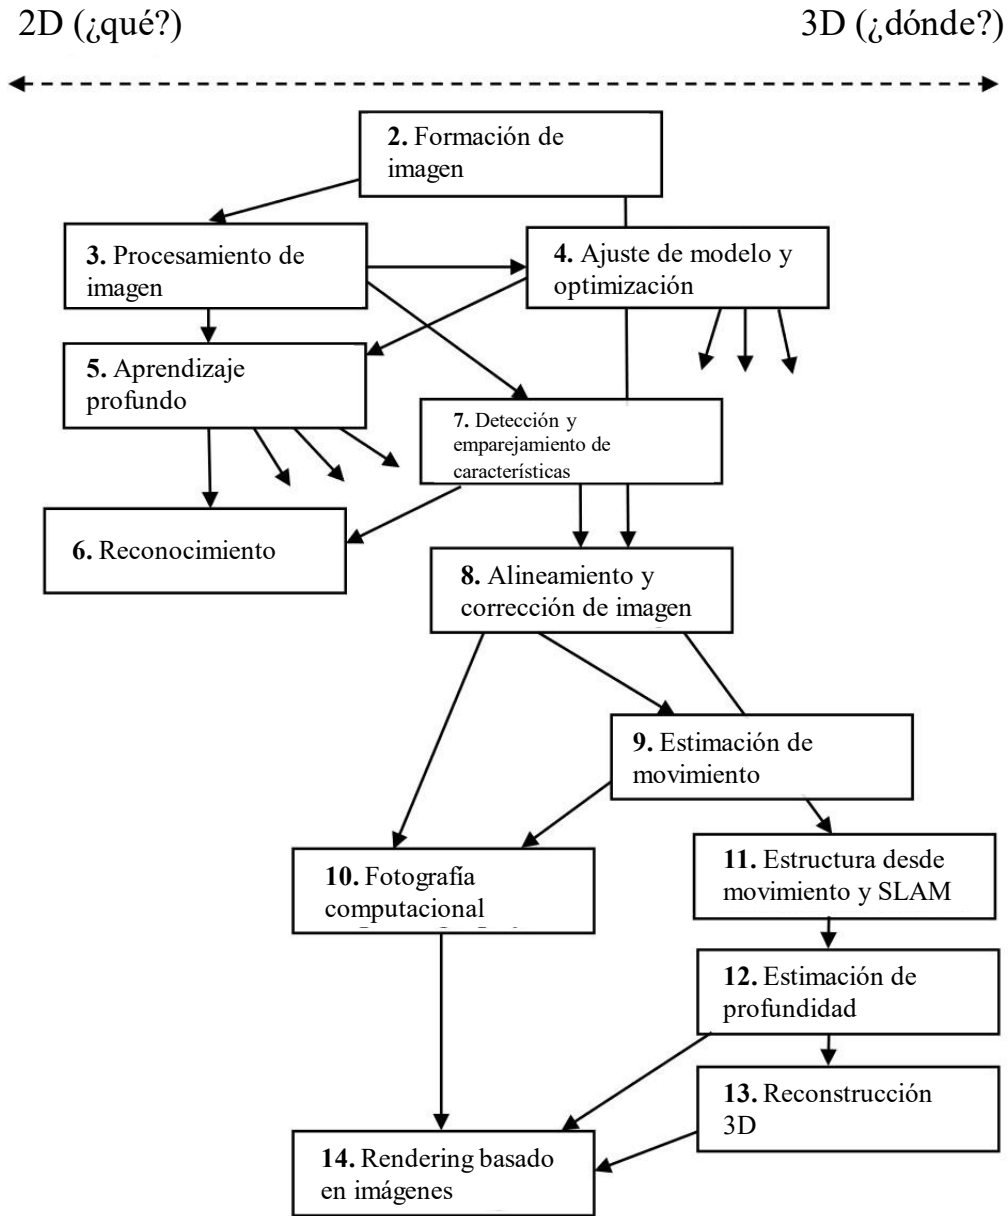 2D (¿qué?)
3D (¿dónde?)
2. Formación de
imagen
3. Procesamiento de
imagen
4. Ajuste de modelo y
optimización
5. Aprendizaje
profundo
7. Detección y
emparejamiento de
características
6. Reconocimiento
8. Alineamiento y
corrección de imagen
9. Estimación de
movimiento
10. Fotografía
computacional
11. Estructura desde
movimiento y SLAM
12. Estimación de
profundidad
13. Reconstrucción
3D
14. Rendering basado
en imágenes